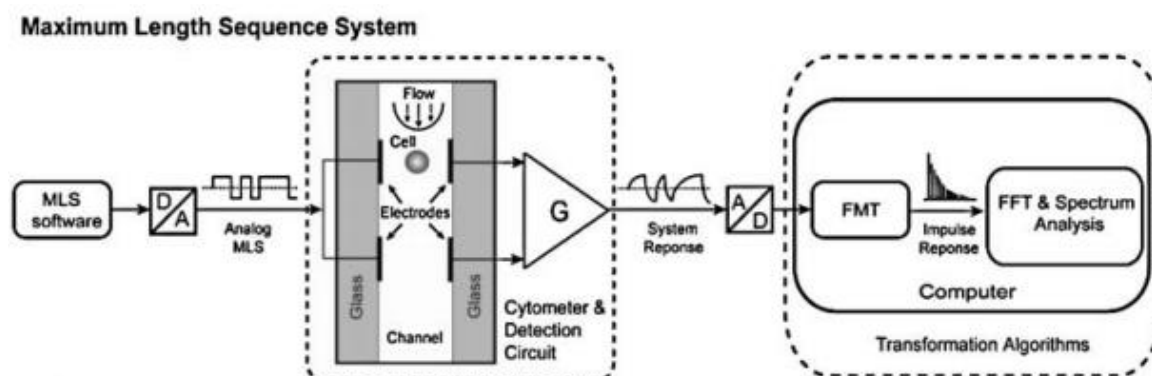 Maximum Length Sequence System
MLS
software
D
A
Analog
MLS
Flow
Cell
Electrodes
Glass
Glass
Channel
G
Cytometer &
Detection
Circuit
System
Reponse
A
D
FMT
Impulse
Reponse
FFT & Spectrum
Analysis
Computer
Transformation Algorithms